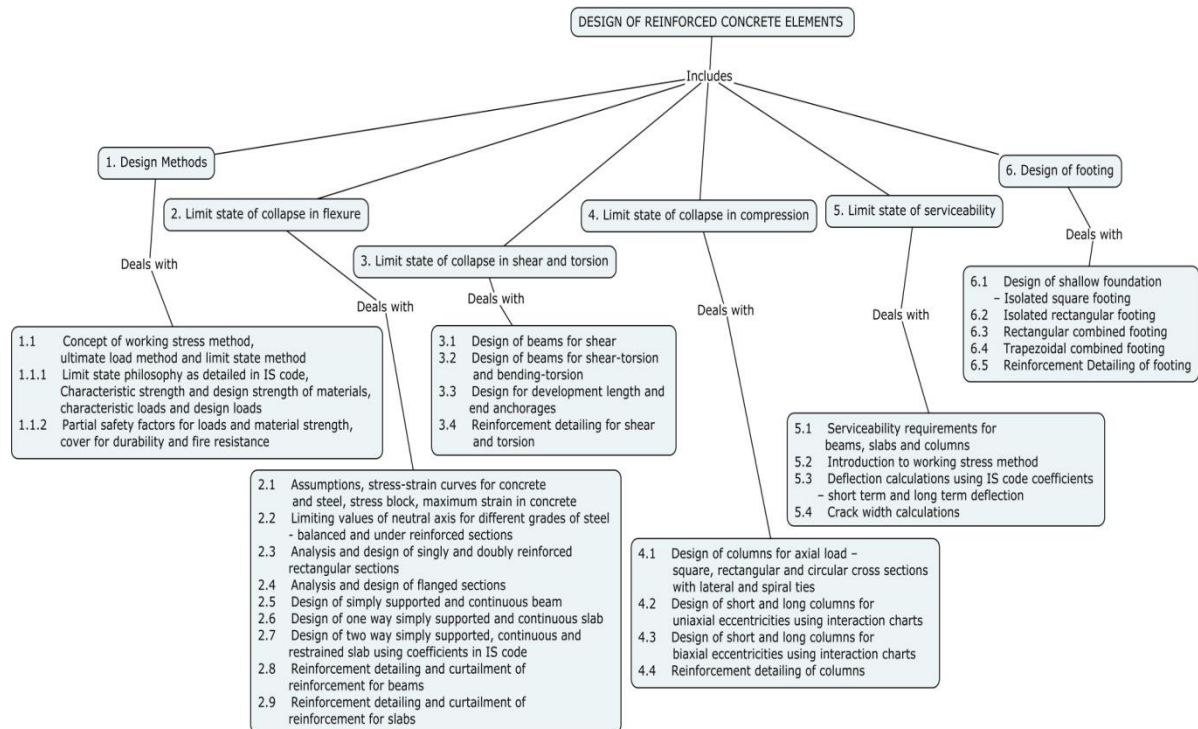 DESIGN OF REINFORCED CONCRETE ELEMENTS
Includes
1. Design Methods
6. Design of footing
2. Limit state of collapse in flexure
4. Limit state of collapse in compression
5. Limit state of serviceability
3. Limit state of collapse in shear and torsion
Deals with
1.1 Concept of working stress method,
ultimate load method and limit state method
1.1.1 Limit state philosophy as detailed in IS code,
Characteristic strength and design strength of materials,
characteristic loads and design loads
1.1.2 Partial safety factors for loads and material strength,
cover for durability and fire resistance
Deals with
2.1 Assumptions, stress-strain curves for concrete
and steel, stress block, maximum strain in concrete
2.2 Limiting values of neutral axis for different grades of steel
- balanced and under reinforced sections
2.3 Analysis and design of singly and doubly reinforced
rectangular sections
2.4 Analysis and design of flanged sections
2.5 Design of simply supported and continuous beam
2.6 Design of one way simply supported and continuous slab
2.7 Design of two way simply supported, continuous and
restrained slab using coefficients in IS code
2.8 Reinforcement detailing and curtailment of
reinforcement for beams
2.9 Reinforcement detailing and curtailment of
reinforcement for slabs
Deals with
3.1 Design of beams for shear
3.2 Design of beams for shear-torsion
and bending-torsion
3.3 Design for development length and
end anchorages
3.4 Reinforcement detailing for shear
and torsion
Deals with
4.1 Design of columns for axial load –
square, rectangular and circular cross sections
with lateral and spiral ties
4.2 Design of short and long columns for
uniaxial eccentricities using interaction charts
4.3 Design of short and long columns for
biaxial eccentricities using interaction charts
4.4 Reinforcement detailing of columns
Deals with
5.1 Serviceability requirements for
beams, slabs and columns
5.2 Introduction to working stress method
5.3 Deflection calculations using IS code coefficients
– short term and long term deflection
5.4 Crack width calculations
Deals with
6.1 Design of shallow foundation
– Isolated square footing
6.2 Isolated rectangular footing
6.3 Rectangular combined footing
6.4 Trapezoidal combined footing
6.5 Reinforcement Detailing of footing